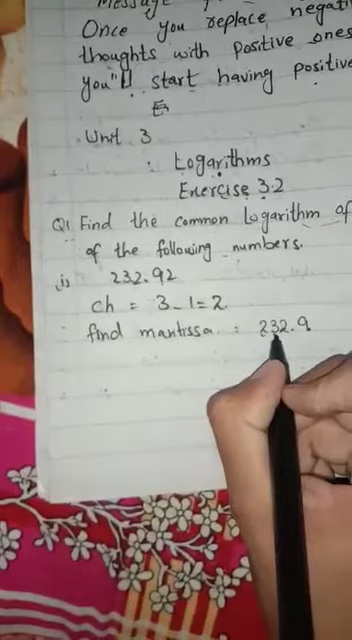 Message
Once you replace negati
thoughts with positive ones
you'll start having positive
Unit 3
Logarithms
Exercise 3.2
Q1 Find the common Logarithm of
of the following numbers.
i, 232.92
ch = 3-1=2
find mantissa : 232.9